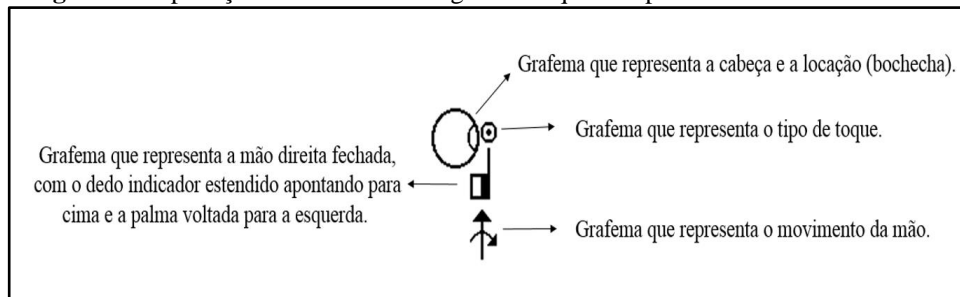 Grafema que representa a cabeça e a locação (bochecha).
Grafema que representa o tipo de toque.
Grafema que representa a mão direita fechada,
com o dedo indicador estendido apontando para
cima e a palma voltada para a esquerda.
Grafema que representa o movimento da mão.